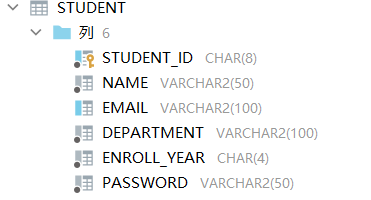 STUDENT
列 6
STUDENT_ID CHAR(8)
NAME VARCHAR2(50)
EMAIL VARCHAR2(100)
DEPARTMENT VARCHAR2(100)
ENROLL_YEAR CHAR(4)
PASSWORD VARCHAR2(50)